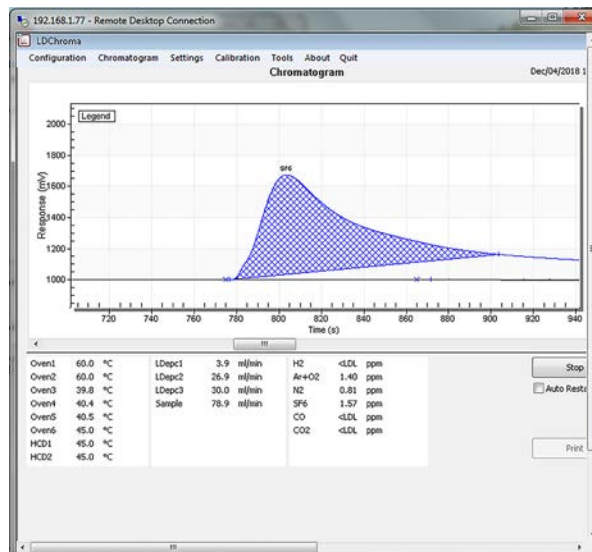 192.168.1.77 - Remote Desktop Connection
LDChroma
Configuration Chromatogram Settings Calibration Tools About Quit
Chromatogram Dec/04/2018 1
Legend
SF6
2000
1800
1600
1400
1200
1000
Response (mV)
720 740 760 780 800 820 840 860 880 900 920 940
Time (s)
Oven1 60.0 °C LDepc1 3.9 ml/min H2 <LDL ppm Stop
Oven2 60.0 °C LDepc2 26.9 ml/min Ar+O2 1.40 ppm Auto Resta
Oven3 39.8 °C LDepc3 30.0 ml/min N2 0.81 ppm
Oven4 40.4 °C Sample 78.9 ml/min SF6 1.57 ppm
Oven5 40.5 °C CO <LDL ppm
Oven6 45.0 °C CO2 <LDL ppm
HCD1 45.0 °C Print
HCD2 45.0 °C